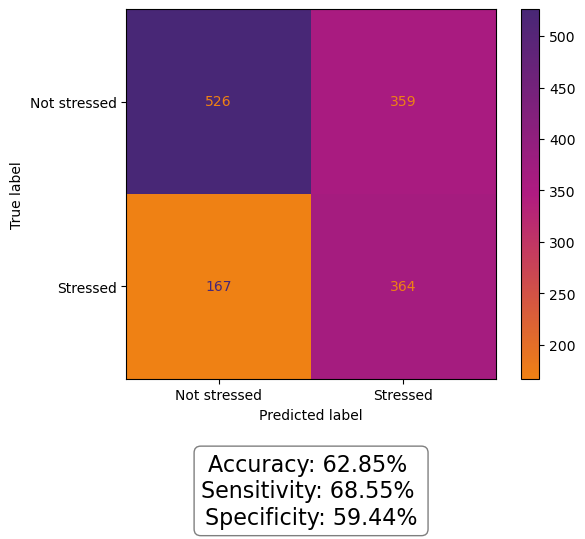 Not stressed
Stressed
True label
526
359
167
364
Not stressed
Stressed
Predicted label
500
450
400
350
300
250
200
Accuracy: 62.85%
Sensitivity: 68.55%
Specificity: 59.44%